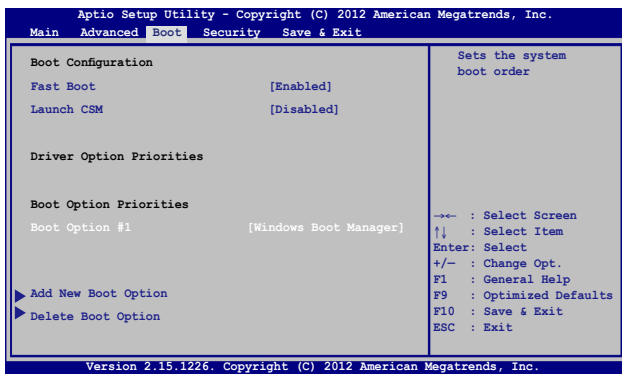 Aptio Setup Utility - Copyright (C) 2012 American Megatrends, Inc.
Main Advanced Boot Security Save & Exit
Boot Configuration
Fast Boot [Enabled]
Launch CSM [Disabled]
Driver Option Priorities
Boot Option Priorities
Boot Option #1 [Windows Boot Manager]
Add New Boot Option
Delete Boot Option
Sets the system
boot order
→← : Select Screen
↑↓ : Select Item
Enter: Select
+/— : Change Opt.
F1 : General Help
F9 : Optimized Defaults
F10 : Save & Exit
ESC : Exit
Version 2.15.1226. Copyright (C) 2012 American Megatrends, Inc.